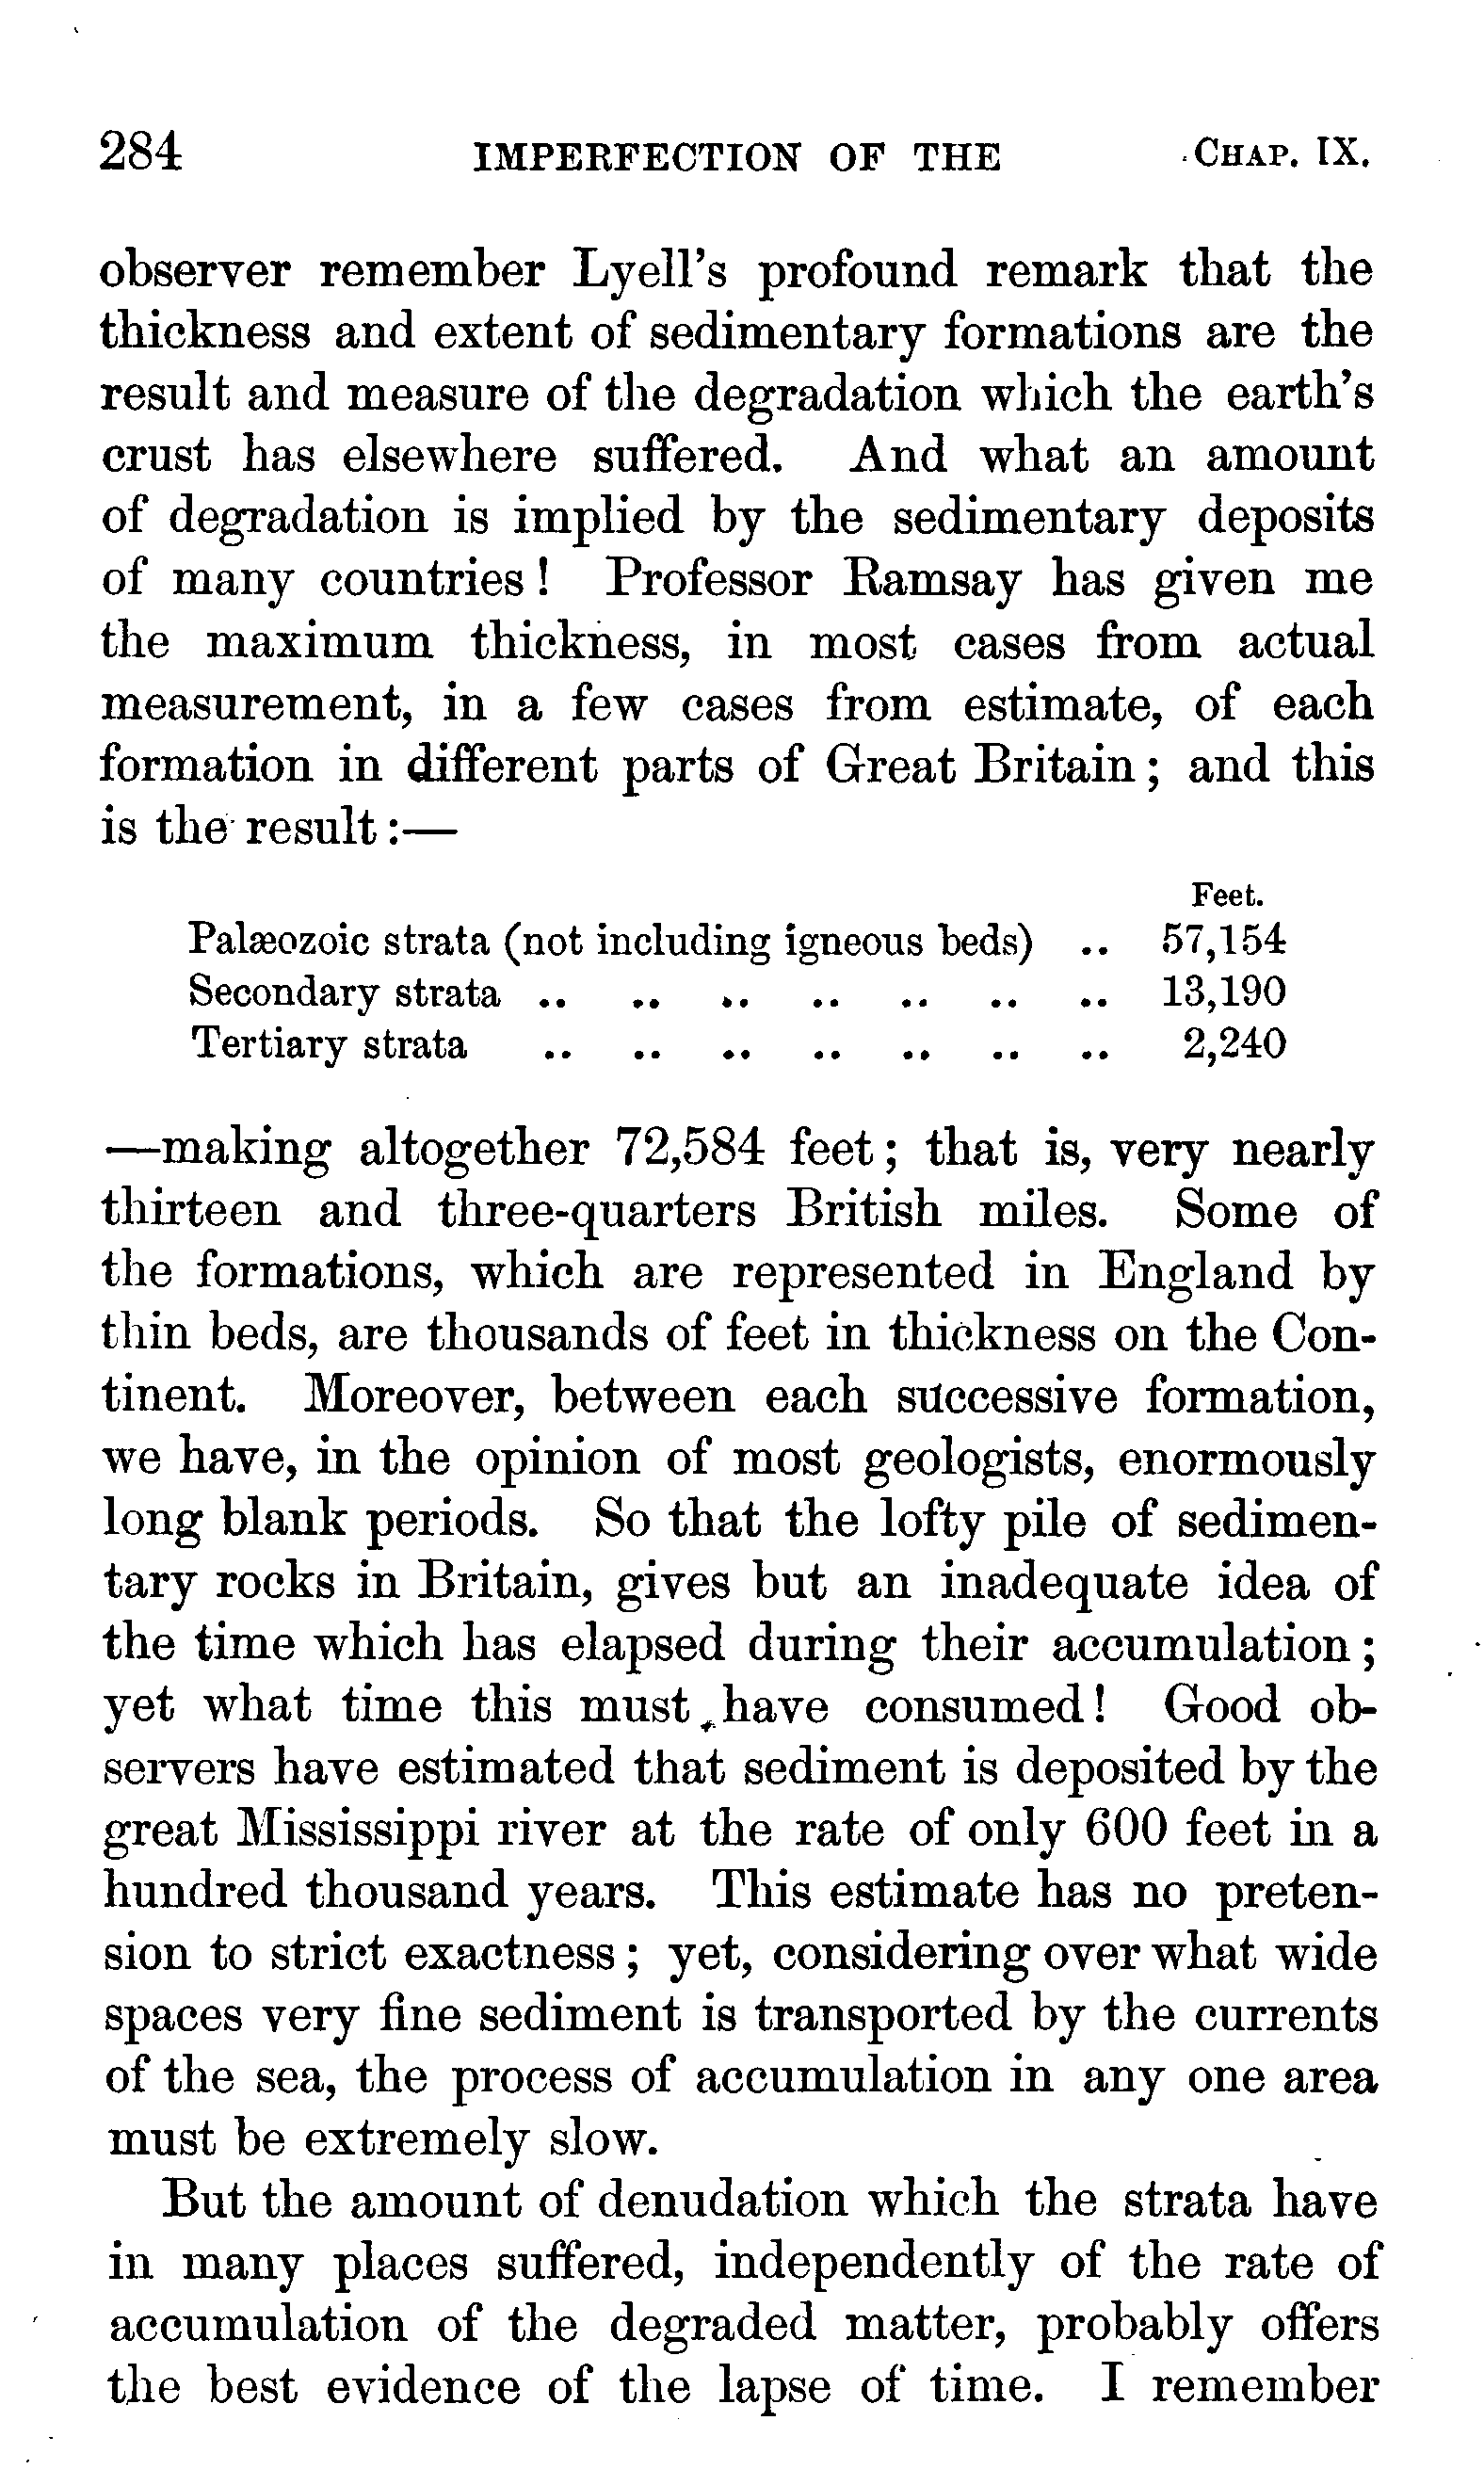 284 IMPERFECTION OF THE CHAP. IX.
observer remember Lyell's profound remark that the
thickness and extent of sedimentary formations are the
result and measure of the degradation which the earth's
crust has elsewhere suffered. And what an amount
of degradation is implied by the sedimentary deposits
of many countries! Professor Ramsay has given me
the maximum thickness, in most cases from actual
measurement, in a few cases from estimate, of each
formation in different parts of Great Britain; and this
is the result:—
Feet.
Palæozoic strata (not including igneous beds) .. 57,154
Secondary strata .. .. .. .. .. .. .. 13,190
Tertiary strata .. .. .. .. .. .. .. 2,240
—making altogether 72,584 feet; that is, very nearly
thirteen and three-quarters British miles. Some of
the formations, which are represented in England by
thin beds, are thousands of feet in thickness on the Con-
tinent. Moreover, between each successive formation,
we have, in the opinion of most geologists, enormously
long blank periods. So that the lofty pile of sedimen-
tary rocks in Britain, gives but an inadequate idea of
the time which has elapsed during their accumulation;
yet what time this must have consumed! Good ob-
servers have estimated that sediment is deposited by the
great Mississippi river at the rate of only 600 feet in a
hundred thousand years. This estimate has no preten-
sion to strict exactness; yet, considering over what wide
spaces very fine sediment is transported by the currents
of the sea, the process of accumulation in any one area
must be extremely slow.
But the amount of denudation which the strata have
in many places suffered, independently of the rate of
accumulation of the degraded matter, probably offers
the best evidence of the lapse of time. I remember